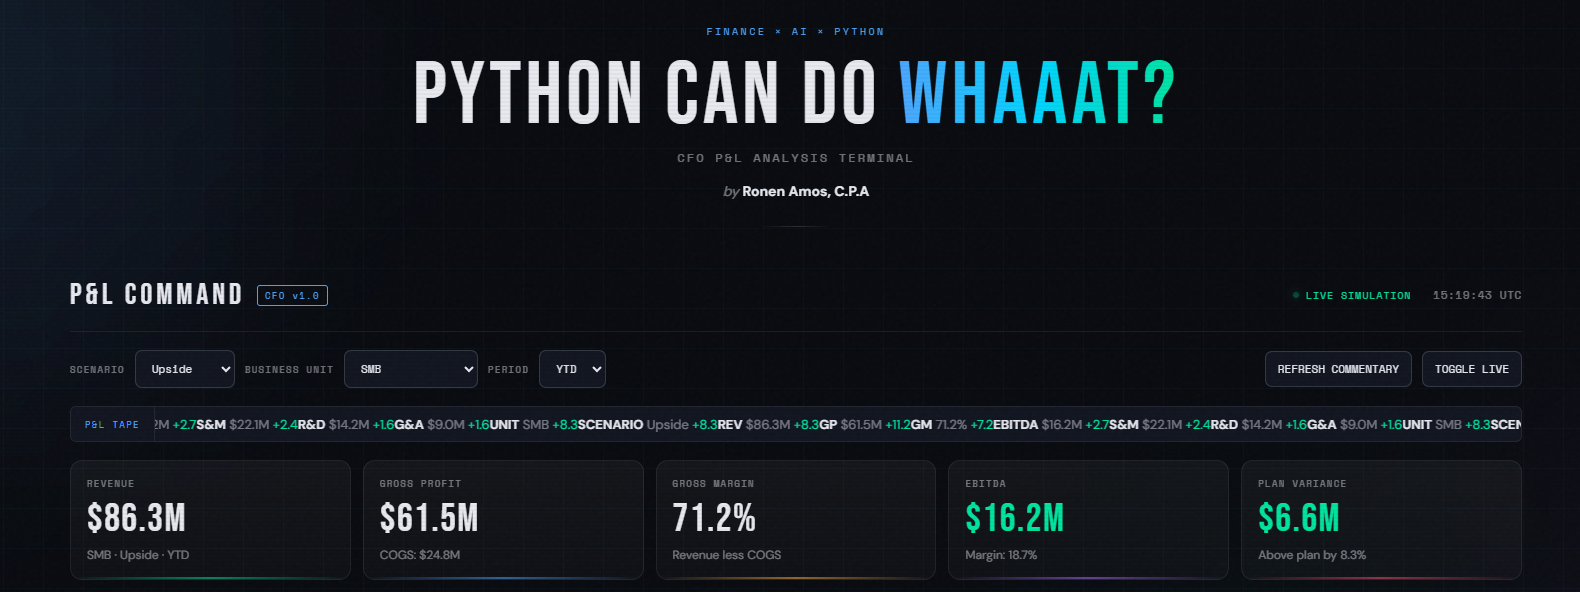 FINANCE × AI × PYTHON
PYTHON CAN DO WHAAAT?
CFO P&L ANALYSIS TERMINAL
by Ronen Amos, C.P.A
P&L COMMAND CFO v1.0 LIVE SIMULATION 15:19:43 UTC
SCENARIO Upside BUSINESS UNIT SMB PERIOD YTD REFRESH COMMENTARY TOGGLE LIVE
P&L TAPE 2M +2.7S&M $22.1M +2.4R&D $14.2M +1.6G&A $9.0M +1.6UNIT SMB +8.3SCENARIO Upside +8.3REV $86.3M +8.3GP $61.5M +11.2GM 71.2% +7.2EBITDA $16.2M +2.7S&M $22.1M +2.4R&D $14.2M +1.6G&A $9.0M +1.6UNIT SMB +8.3SCEN
REVENUE GROSS PROFIT GROSS MARGIN EBITDA PLAN VARIANCE
$86.3M $61.5M 71.2% $16.2M $6.6M
SMB · Upside · YTD COGS: $24.8M Revenue less COGS Margin: 18.7% Above plan by 8.3%